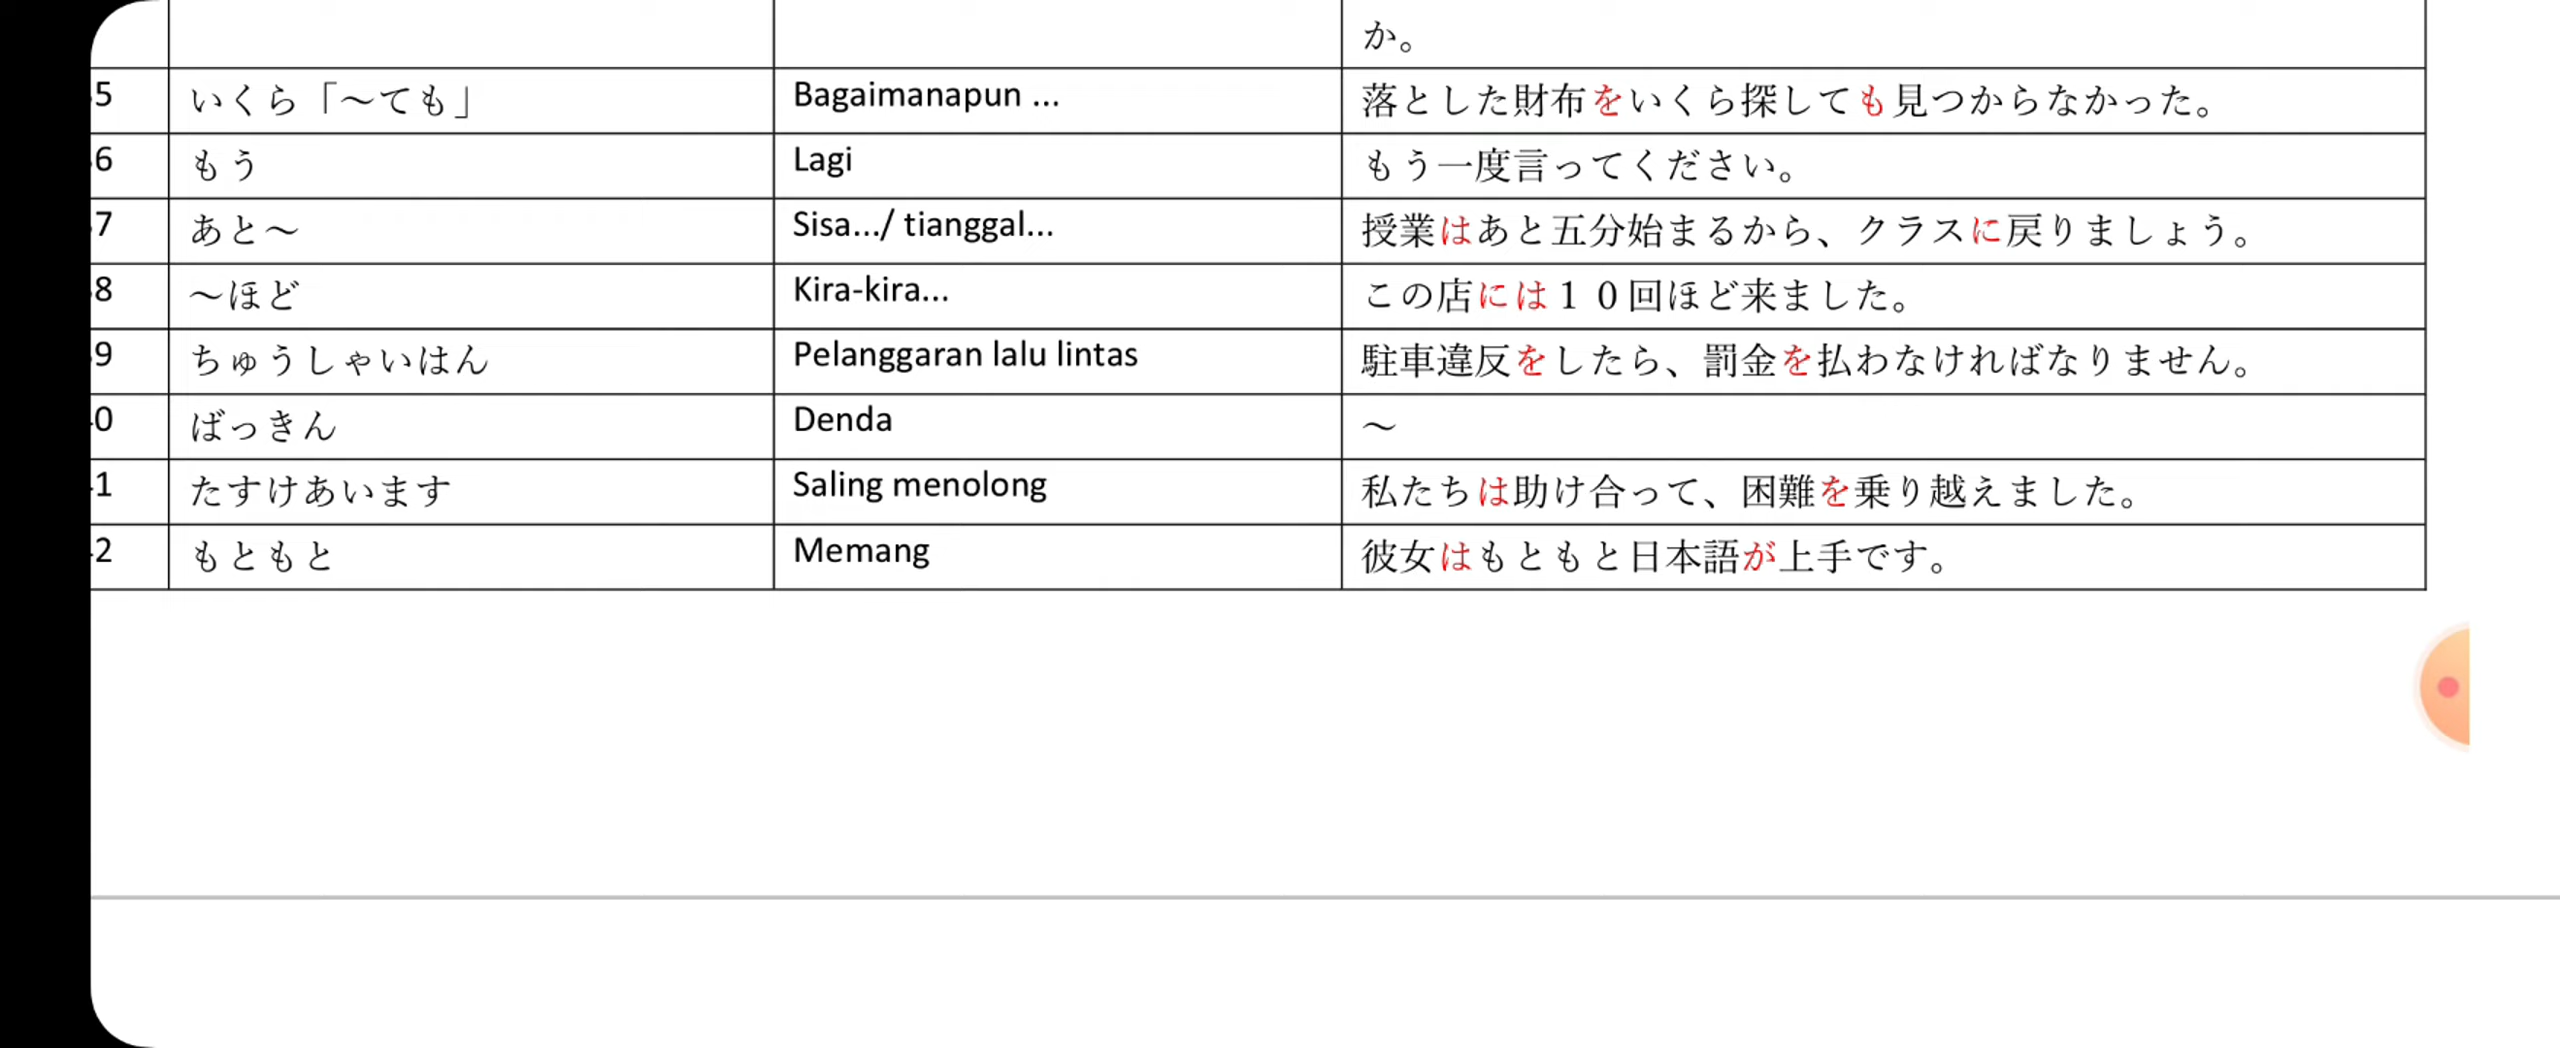 か。
5 いくら「～ても」 Bagaimanapun ... 落とした財布をいくら探しても見つからなかった。
6 もう Lagi もう一度言ってください。
7 あと～ Sisa.../ tianggal... 授業はあと五分始まるから、クラスに戻りましょう。
8 ～ほど Kira-kira... この店には１０回ほど来ました。
9 ちゅうしゃいはん Pelanggaran lalu lintas 駐車違反をしたら、罰金を払わなければなりません。
0 ばっきん Denda ～
1 たすけあいます Saling menolong 私たちは助け合って、困難を乗り越えました。
2 もともと Memang 彼女はもともと日本語が上手です。